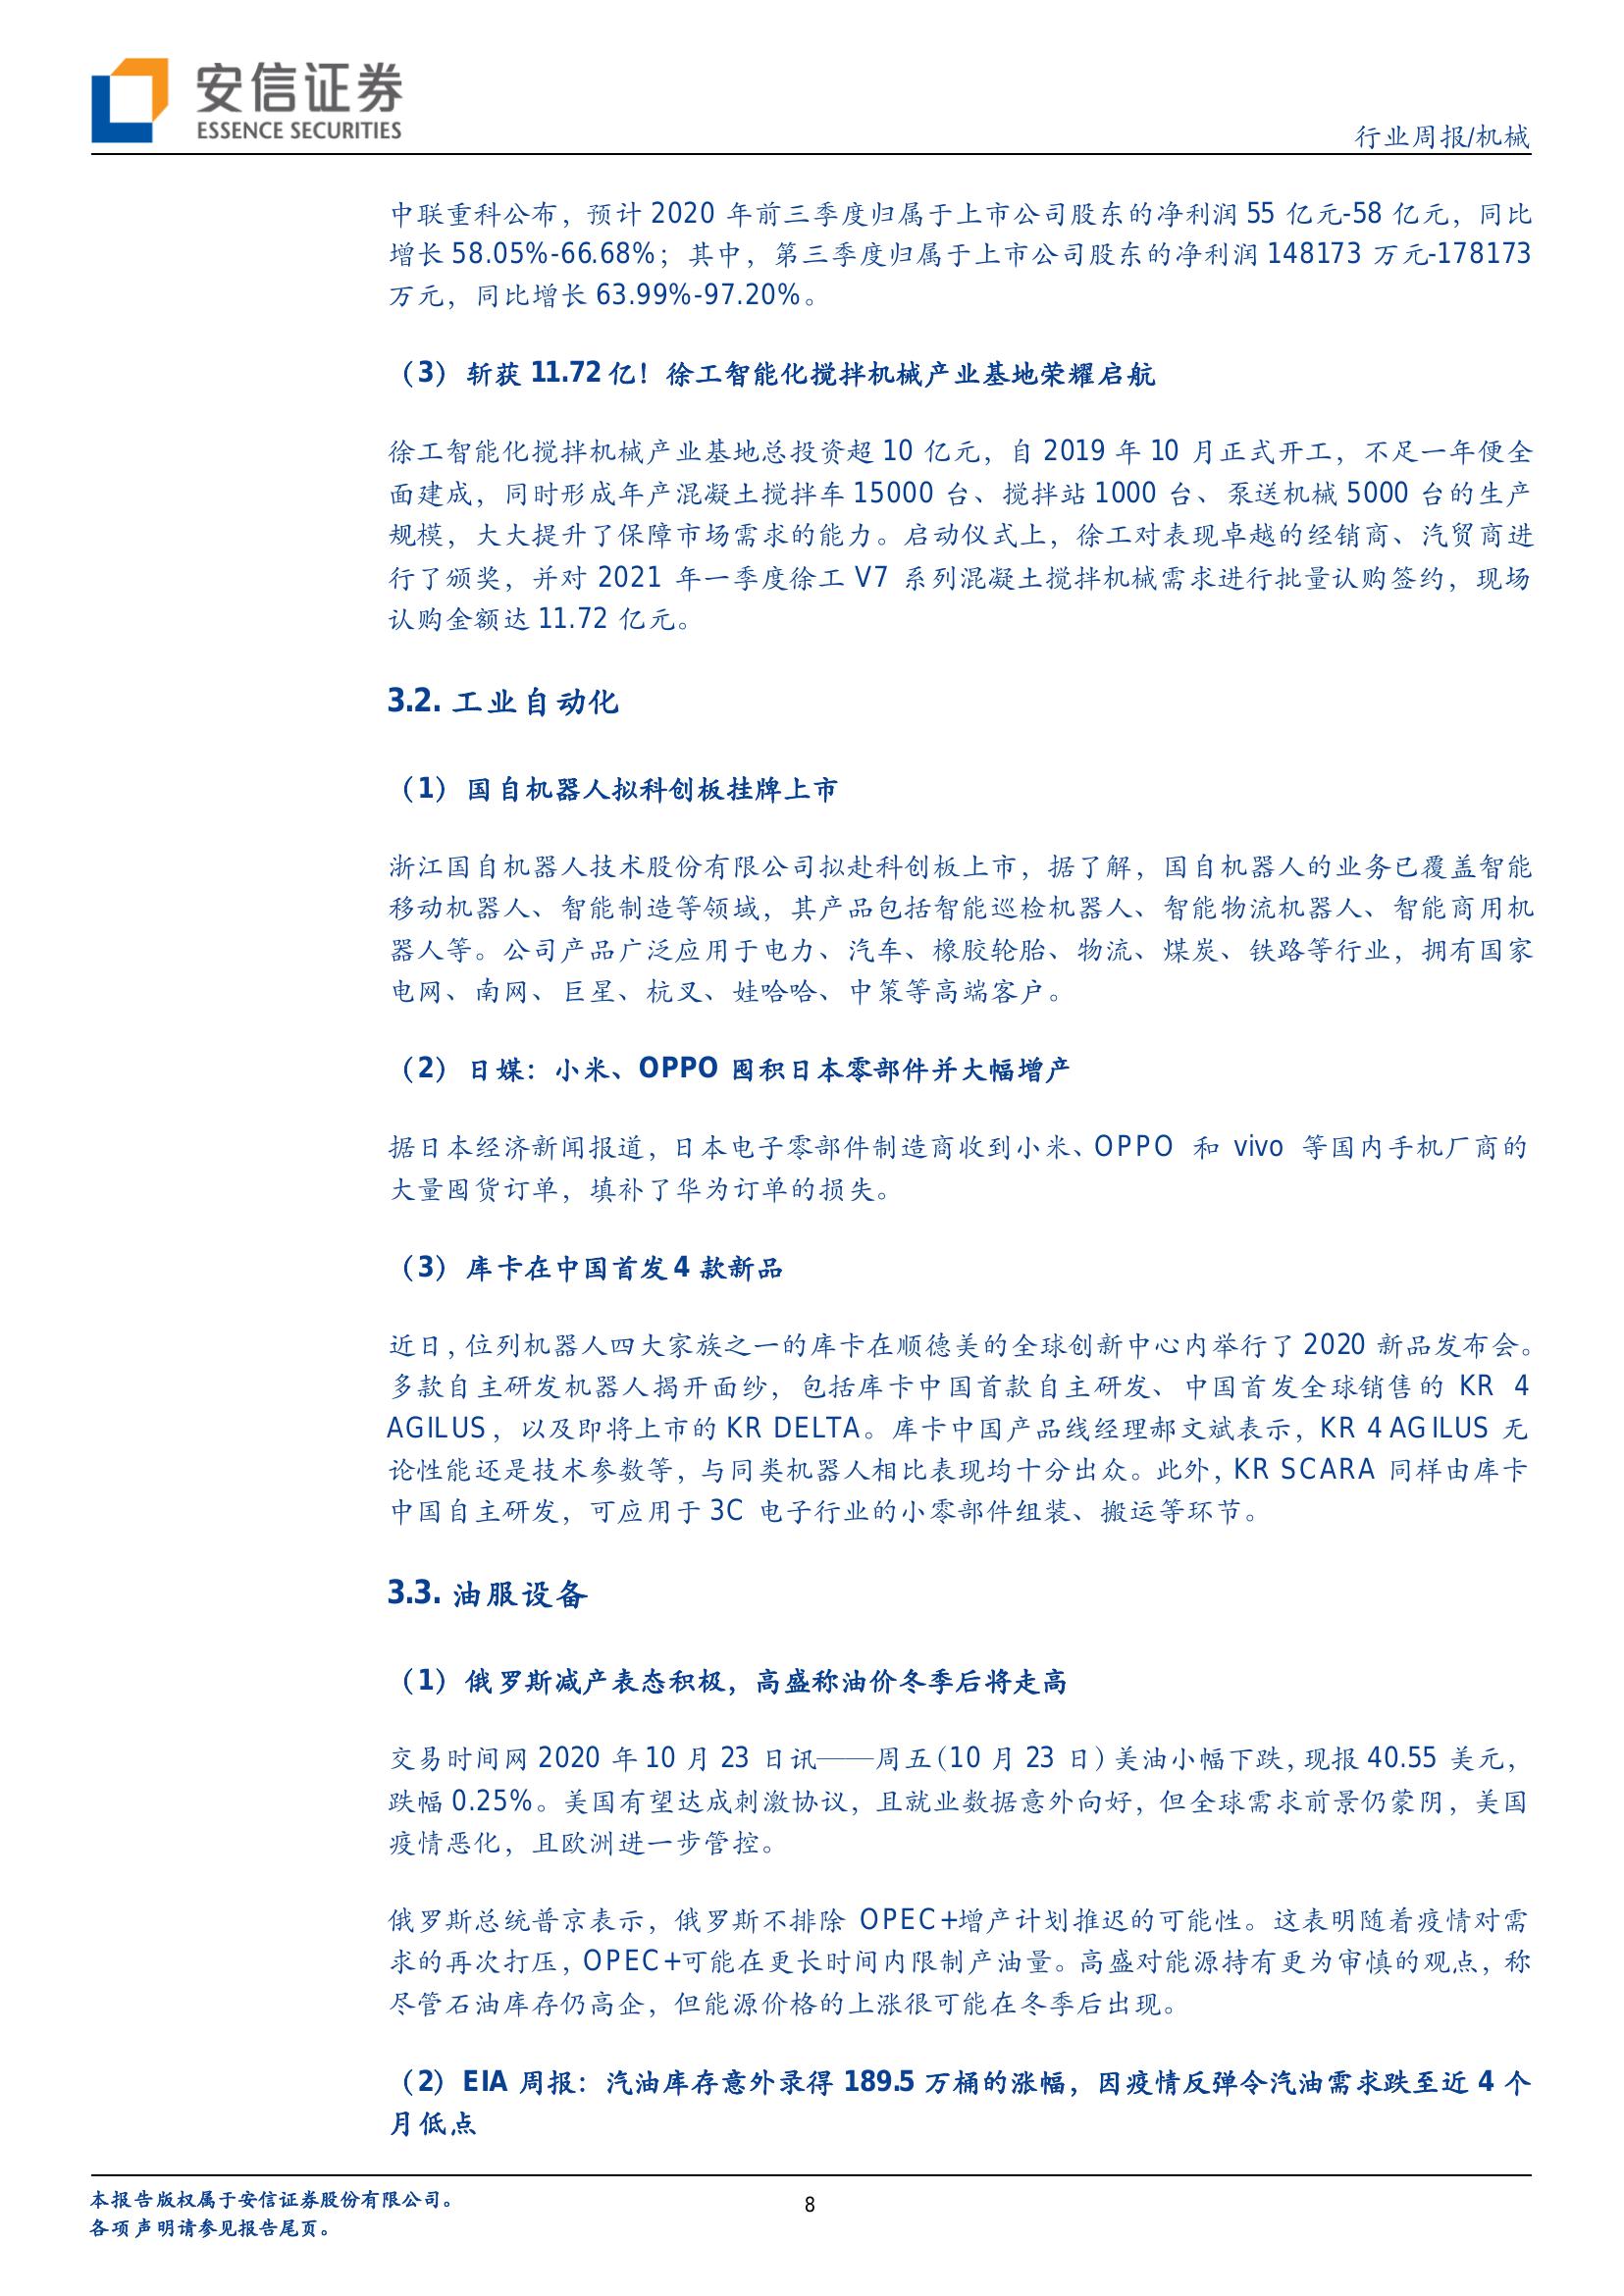 安信证券
ESSENCE SECURITIES
行业周报/机械
中联重科公布，预计 2020 年前三季度归属于上市公司股东的净利润 55 亿元-58 亿元，同比
增长 58.05%-66.68%；其中，第三季度归属于上市公司股东的净利润 148173 万元-178173
万元，同比增长 63.99%-97.20%。
（3）斩获 11.72 亿！徐工智能化搅拌机械产业基地荣耀启航
徐工智能化搅拌机械产业基地总投资超 10 亿元，自 2019 年 10 月正式开工，不足一年便全
面建成，同时形成年产混凝土搅拌车 15000 台、搅拌站 1000 台、泵送机械 5000 台的生产
规模，大大提升了保障市场需求的能力。启动仪式上，徐工对表现卓越的经销商、汽贸商进
行了颁奖，并对 2021 年一季度徐工 V7 系列混凝土搅拌机械需求进行批量认购签约，现场
认购金额达 11.72 亿元。
3.2. 工业自动化
（1）国自机器人拟科创板挂牌上市
浙江国自机器人技术股份有限公司拟赴科创板上市，据了解，国自机器人的业务已覆盖智能
移动机器人、智能制造等领域，其产品包括智能巡检机器人、智能物流机器人、智能商用机
器人等。公司产品广泛应用于电力、汽车、橡胶轮胎、物流、煤炭、铁路等行业，拥有国家
电网、南网、巨星、杭叉、娃哈哈、中策等高端客户。
（2）日媒：小米、OPPO 囤积日本零部件并大幅增产
据日本经济新闻报道，日本电子零部件制造商收到小米、OPPO 和 vivo 等国内手机厂商的
大量囤货订单，填补了华为订单的损失。
（3）库卡在中国首发 4 款新品
近日，位列机器人四大家族之一的库卡在顺德美的全球创新中心内举行了 2020 新品发布会。
多款自主研发机器人揭开面纱，包括库卡中国首款自主研发、中国首发全球销售的 KR 4
AGILUS，以及即将上市的 KR DELTA。库卡中国产品线经理郝文斌表示，KR 4 AGILUS 无
论性能还是技术参数等，与同类机器人相比表现均十分出众。此外，KR SCARA 同样由库卡
中国自主研发，可应用于 3C 电子行业的小零部件组装、搬运等环节。
3.3. 油服设备
（1）俄罗斯减产表态积极，高盛称油价冬季后将走高
交易时间网 2020 年 10 月 23 日讯——周五（10 月 23 日）美油小幅下跌，现报 40.55 美元，
跌幅 0.25%。美国有望达成刺激协议，且就业数据意外向好，但全球需求前景仍蒙阴，美国
疫情恶化，且欧洲进一步管控。
俄罗斯总统普京表示，俄罗斯不排除 OPEC+增产计划推迟的可能性。这表明随着疫情对需
求的再次打压，OPEC+可能在更长时间内限制产油量。高盛对能源持有更为审慎的观点，称
尽管石油库存仍高企，但能源价格的上涨很可能在冬季后出现。
（2）EIA 周报：汽油库存意外录得 189.5 万桶的涨幅，因疫情反弹令汽油需求跌至近 4 个
月低点
本报告版权属于安信证券股份有限公司。
各项声明请参见报告尾页。
8